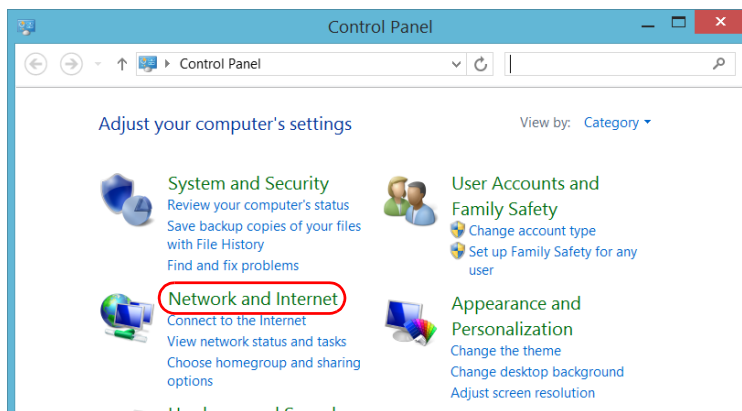 Control Panel
Control Panel
Adjust your computer's settings
View by: Category
System and Security
Review your computer's status
Save backup copies of your files
with File History
Find and fix problems
Network and Internet
Connect to the Internet
View network status and tasks
Choose homegroup and sharing
options
User Accounts and
Family Safety
Change account type
Set up Family Safety for any
user
Appearance and
Personalization
Change the theme
Change desktop background
Adjust screen resolution